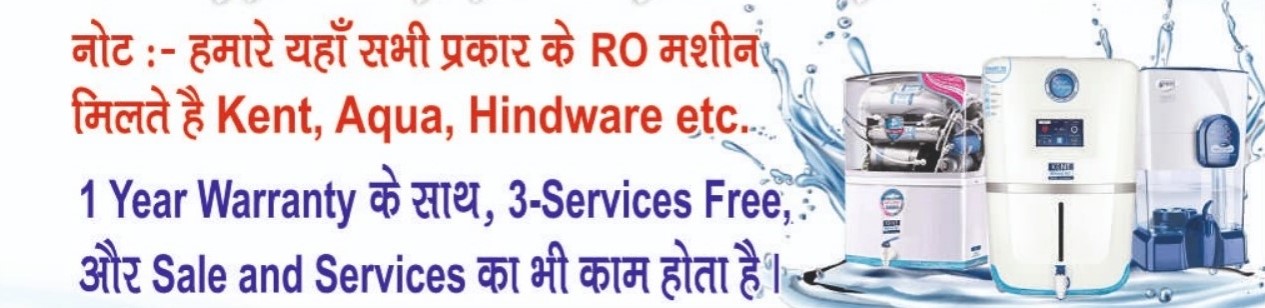 नोट :- हमारे यहाँ सभी प्रकार के RO मशीन
मिलते है Kent, Aqua, Hindware etc.
1 Year Warranty के साथ, 3-Services Free,
और Sale and Services का भी काम होता है।
KENT